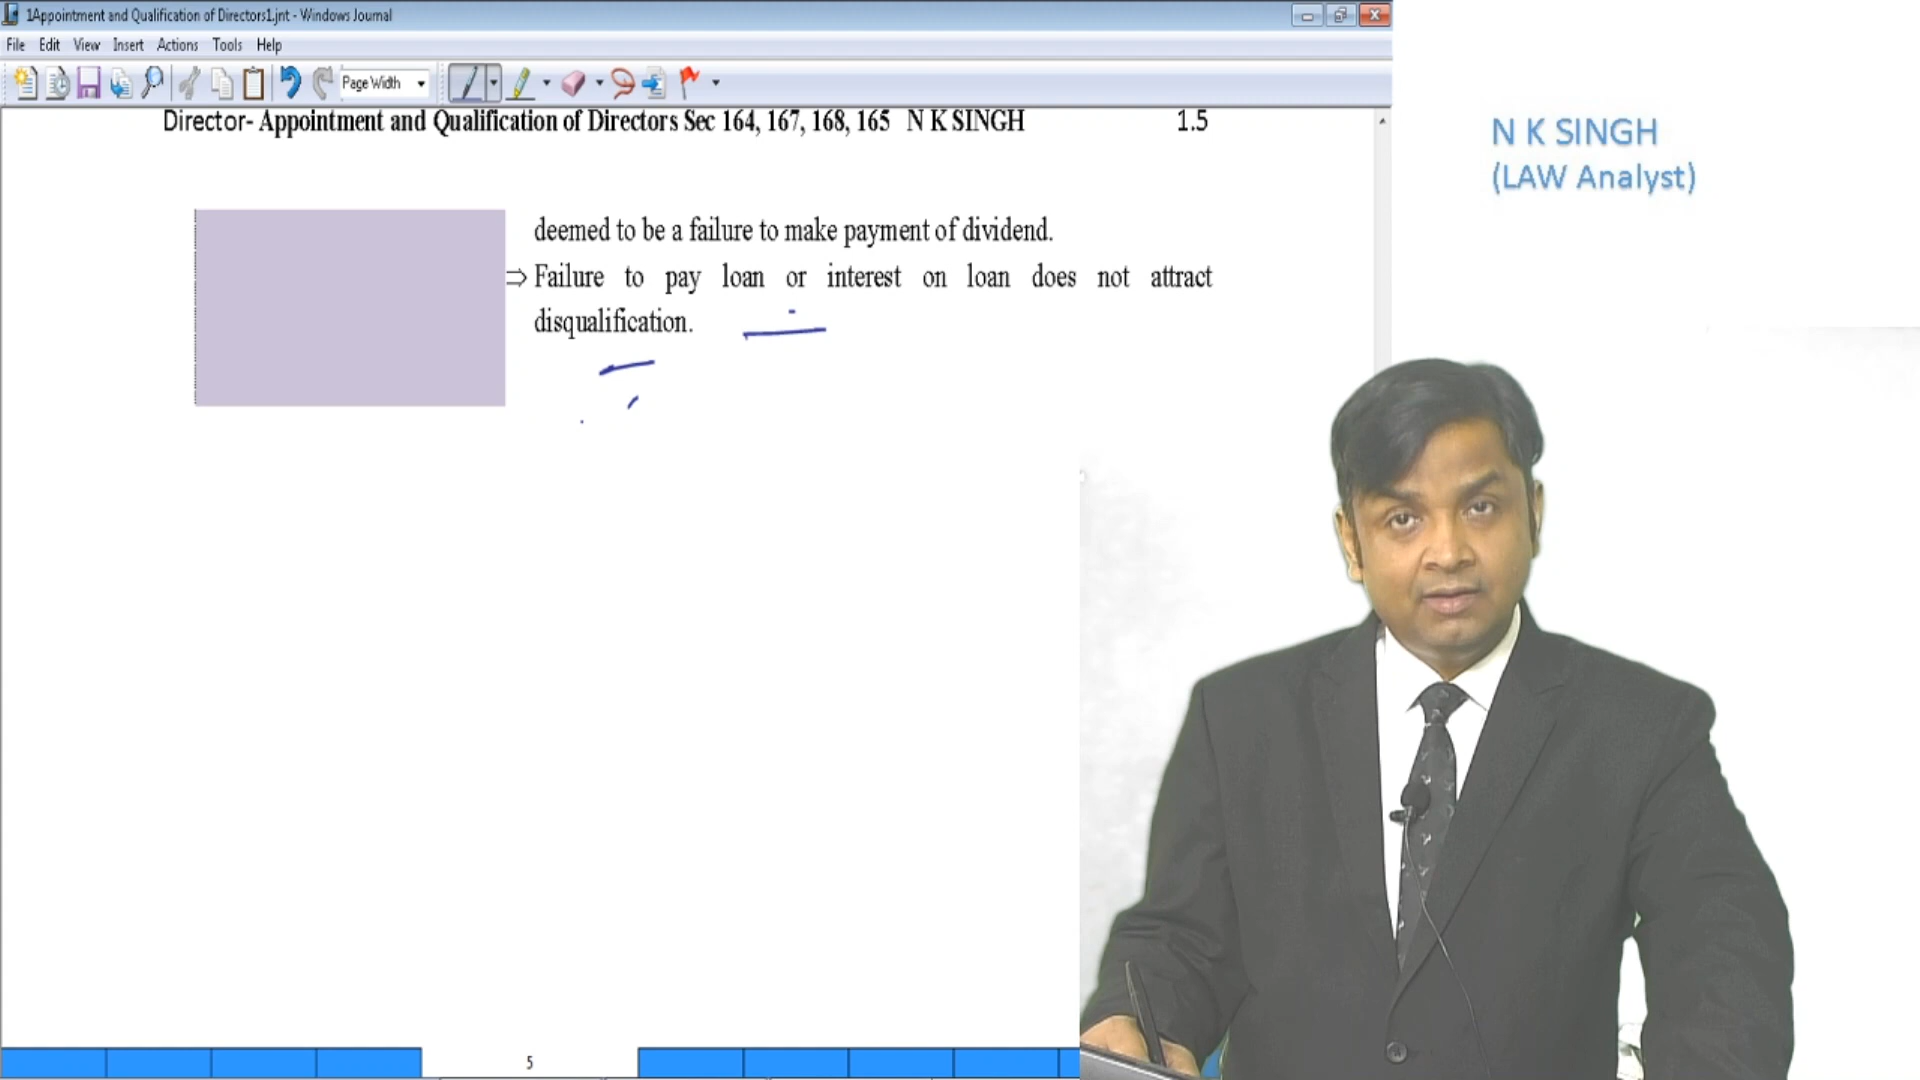 1Appointment and Qualification of Directors1.jnt - Windows Journal
File Edit View Insert Actions Tools Help
Page Width
Director- Appointment and Qualification of Directors Sec 164, 167, 168, 165 N K SINGH 1.5
N K SINGH
(LAW Analyst)
deemed to be a failure to make payment of dividend.
⇒ Failure to pay loan or interest on loan does not attract
disqualification.
5